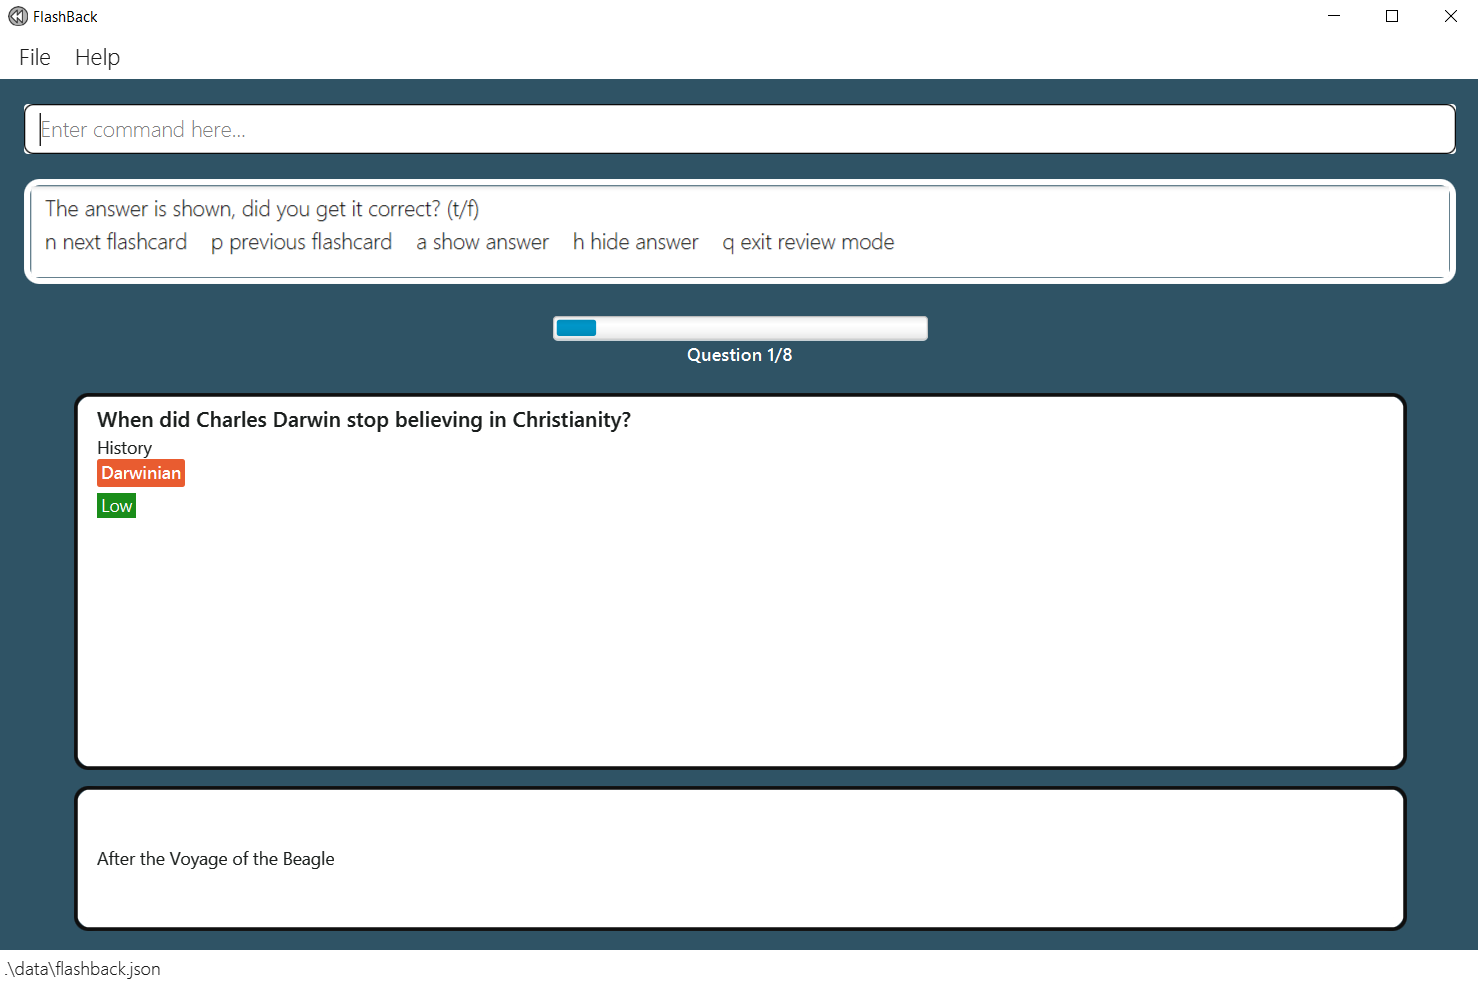 FlashBack
File Help
Enter command here...
The answer is shown, did you get it correct? (t/f)
n next flashcard p previous flashcard a show answer h hide answer q exit review mode
Question 1/8
When did Charles Darwin stop believing in Christianity?
History
Darwinian
Low
After the Voyage of the Beagle
.\data\flashback.json